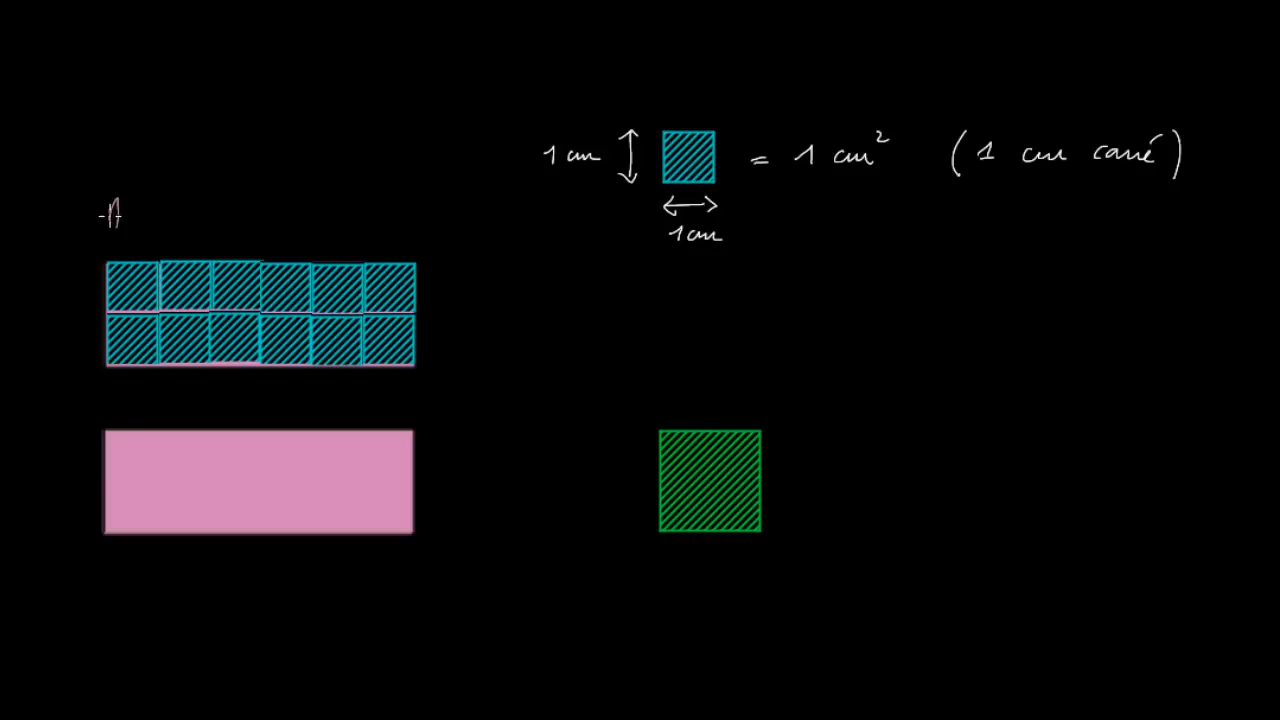 1 cm = 1 cm² (1 cm carré)
1 cm